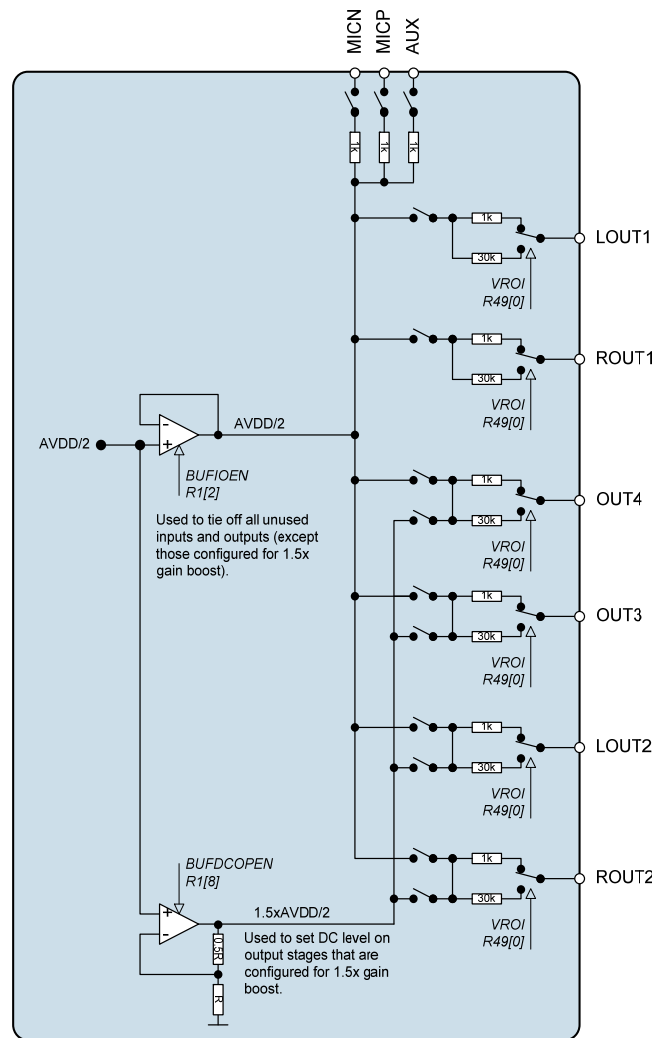 MICN MICP AUX
1k 1k 1k
1k
LOUT1
30k
VROI
R49[0]
1k
ROUT1
30k
VROI
R49[0]
AVDD/2
AVDD/2
BUFIOEN
R1[2]
Used to tie off all unused
inputs and outputs (except
those configured for 1.5x
gain boost).
1k
OUT4
30k
VROI
R49[0]
1k
OUT3
30k
VROI
R49[0]
1k
LOUT2
30k
VROI
R49[0]
1k
ROUT2
30k
VROI
R49[0]
BUFDCOPEN
R1[8]
1.5xAVDD/2
Used to set DC level on
output stages that are
configured for 1.5x gain
boost.
0.5R
R